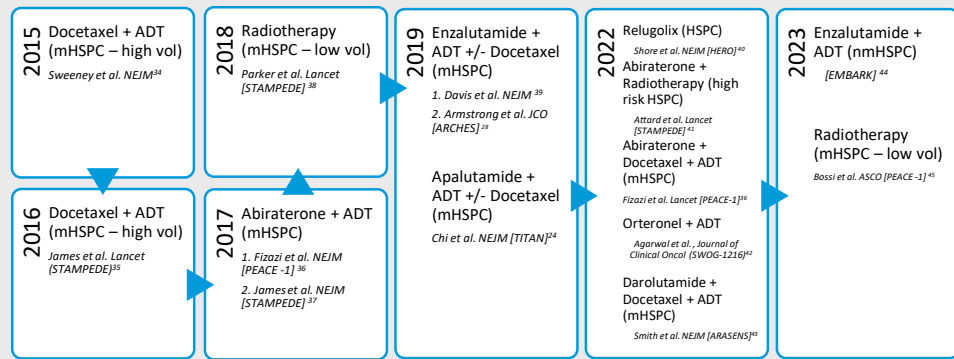 2015
Docetaxel + ADT
(mHSPC – high vol)
Sweeney et al. NEJM34
2016
Docetaxel + ADT
(mHSPC – high vol)
James et al. Lancet
(STAMPEDE)35
2017
Abiraterone + ADT
(mHSPC)
1. Fizazi et al. NEJM
[PEACE -1] 36
2. James et al. NEJM
[STAMPEDE] 37
2018
Radiotherapy
(mHSPC – low vol)
Parker et al. Lancet
[STAMPEDE] 38
2019
Enzalutamide +
ADT +/- Docetaxel
(mHSPC)
1. Davis et al. NEJM 39
2. Armstrong et al. JCO
[ARCHES] 28
Apalutamide +
ADT +/- Docetaxel
(mHSPC)
Chi et al. NEJM [TITAN]24
2022
Relugolix (HSPC)
Shore et al. NEJM [HERO]40
Abiraterone +
Radiotherapy (high
risk HSPC)
Attard et al. Lancet
[STAMPEDE] 41
Abiraterone +
Docetaxel + ADT
(mHSPC)
Fizazi et al. Lancet [PEACE-1]36
Orteronel + ADT
Agarwal et al., Journal of
Clinical Oncol (SWOG-1216)42
Darolutamide +
Docetaxel + ADT
(mHSPC)
Smith et al. NEJM [ARASENS]43
2023
Enzalutamide +
ADT (nmHSPC)
[EMBARK] 44
Radiotherapy
(mHSPC – low vol)
Bossi et al. ASCO [PEACE -1] 45